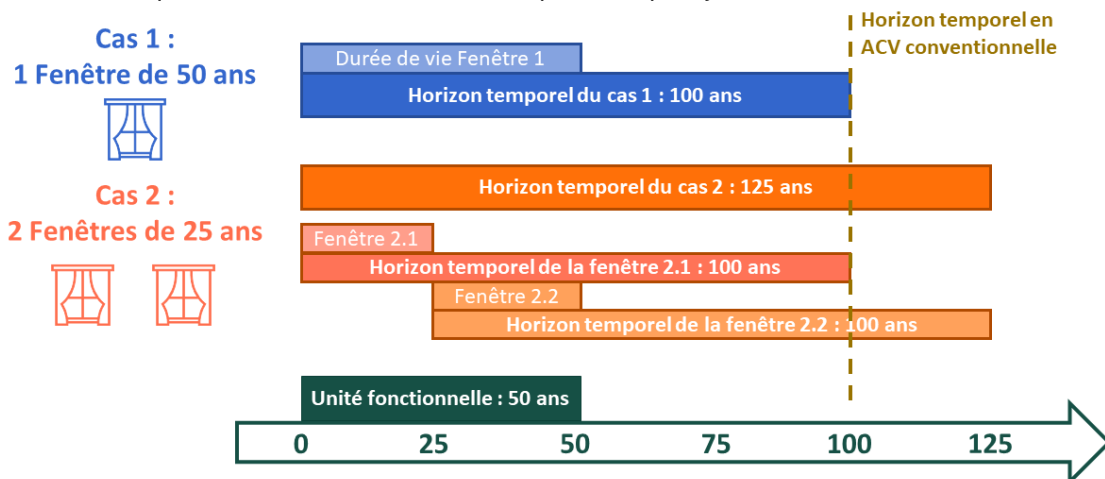 Cas 1 :
1 Fenêtre de 50 ans
Durée de vie Fenêtre 1
Horizon temporel du cas 1 : 100 ans
Horizon temporel en
ACV conventionnelle
Cas 2 :
2 Fenêtres de 25 ans
Horizon temporel du cas 2 : 125 ans
Fenêtre 2.1
Horizon temporel de la fenêtre 2.1 : 100 ans
Fenêtre 2.2
Horizon temporel de la fenêtre 2.2 : 100 ans
Unité fonctionnelle : 50 ans
0 25 50 75 100 125